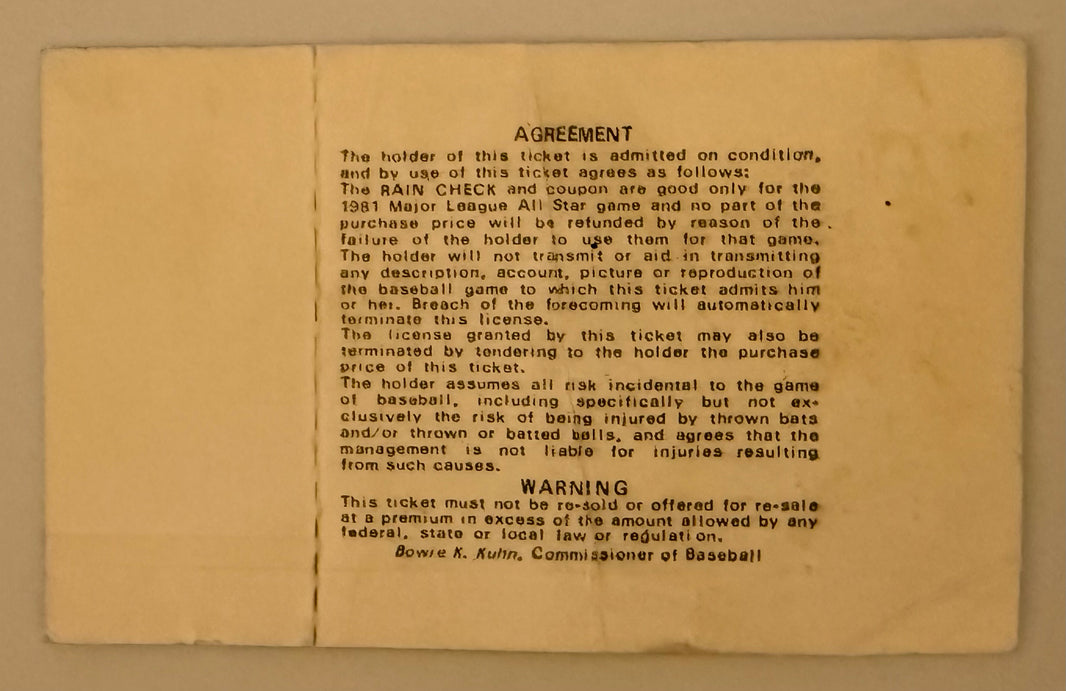 AGREEMENT
The holder of this ticket is admitted on condition,
and by use of this ticket agrees as follows:
The RAIN CHECK and coupon are good only for the
1981 Major League All Star game and no part of the
purchase price will be refunded by reason of the
failure of the holder to use them for that game.
The holder will not transmit or aid in transmitting
any description, account, picture or reproduction of
the baseball game to which this ticket admits him
or her. Breach of the forecoming will automatically
terminate this license.
The license granted by this ticket may also be
terminated by tendering to the holder the purchase
price of this ticket.
The holder assumes all risk incidental to the game
of baseball, including specifically but not ex-
clusively the risk of being injured by thrown bats
and/or thrown or batted balls, and agrees that the
management is not liable for injuries resulting
from such causes.
WARNING
This ticket must not be re-sold or offered for re-sale
at a premium in excess of the amount allowed by any
federal, state or local law or regulation.
Bowie K. Kuhn, Commissioner of Baseball